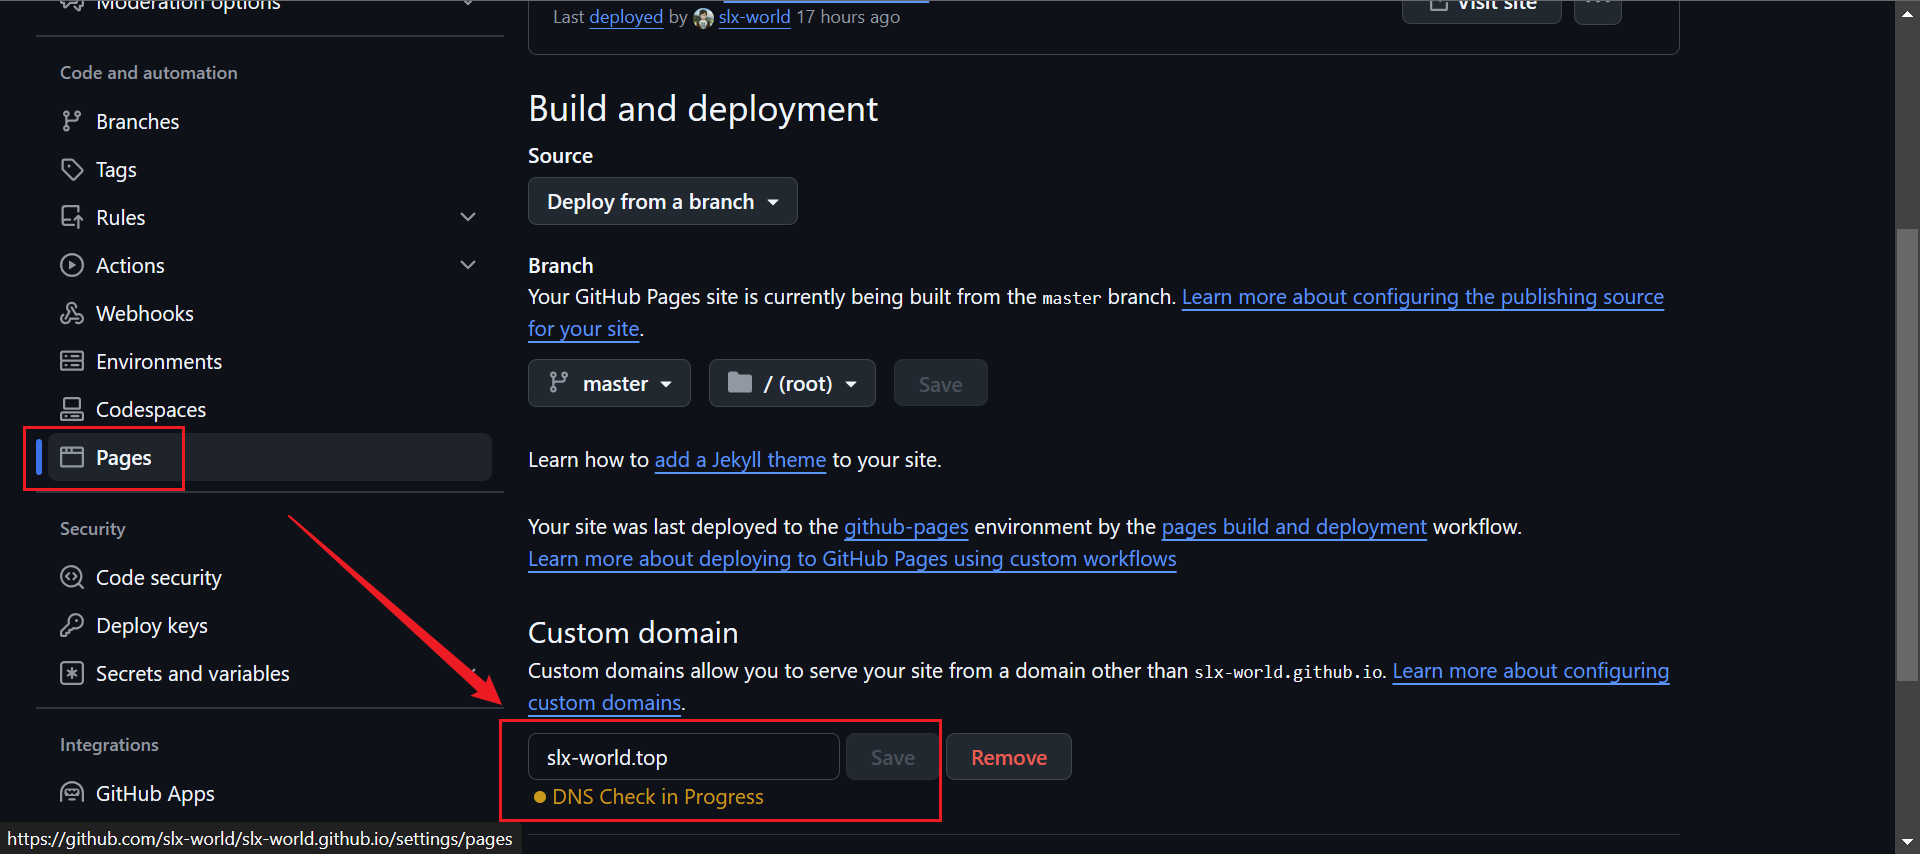 Moderation options
Code and automation
Branches
Tags
Rules
Actions
Webhooks
Environments
Codespaces
Pages
Security
Code security
Deploy keys
Secrets and variables
Integrations
GitHub Apps
https://github.com/slx-world/slx-world.github.io/settings/pages
Last deployed by slx-world 17 hours ago
Visit site
Build and deployment
Source
Deploy from a branch
Branch
Your GitHub Pages site is currently being built from the master branch. Learn more about configuring the publishing source
for your site.
master / (root) Save
Learn how to add a Jekyll theme to your site.
Your site was last deployed to the github-pages environment by the pages build and deployment workflow.
Learn more about deploying to GitHub Pages using custom workflows
Custom domain
Custom domains allow you to serve your site from a domain other than slx-world.github.io. Learn more about configuring
custom domains.
slx-world.top Save Remove
DNS Check in Progress